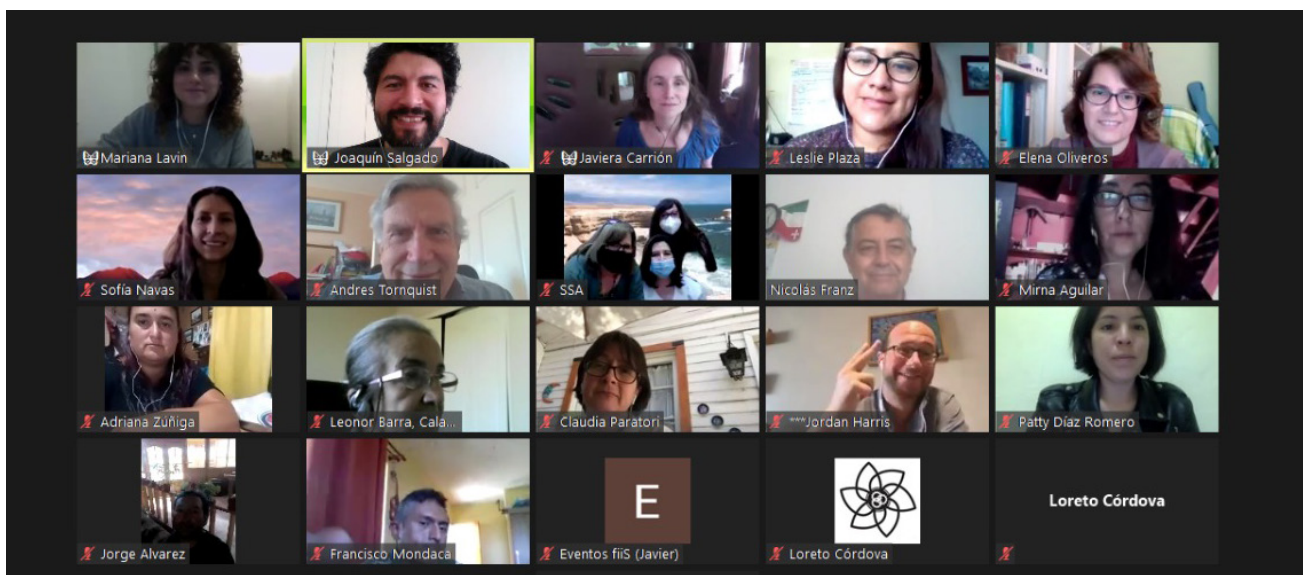 Mariana Lavin
Joaquín Salgado
Javiera Carrión
Leslie Plaza
Elena Oliveros
Sofía Navas
Andres Tornquist
SSA
Nicolás Franz
Mirna Aguilar
Adriana Zúñiga
Leonor Barra, Cala...
Claudia Paratori
***Jordan Harris
Patty Díaz Romero
Jorge Alvarez
Francisco Mondaca
E
Eventos fiiS (Javier)
Loreto Córdova
Loreto Córdova